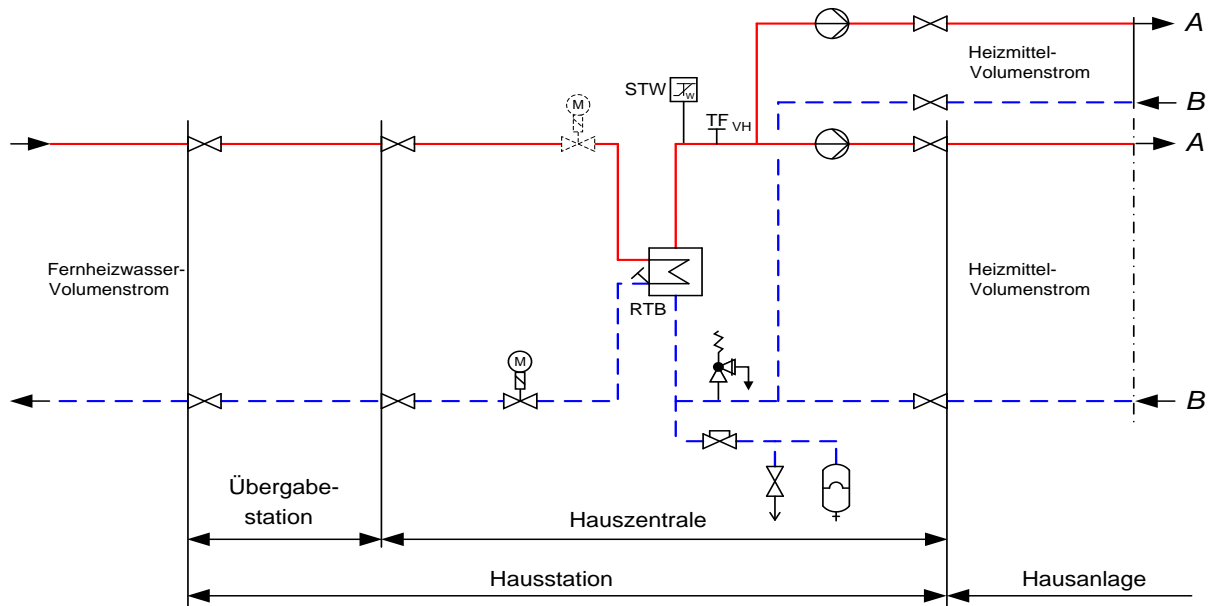 A
Heizmittel-
Volumenstrom
STW
W
M
B
TF VH
A
Fernheizwasser-
Volumenstrom
Heizmittel-
Volumenstrom
RTB
M
B
Übergabe-
station
Hauszentrale
Hausstation
Hausanlage